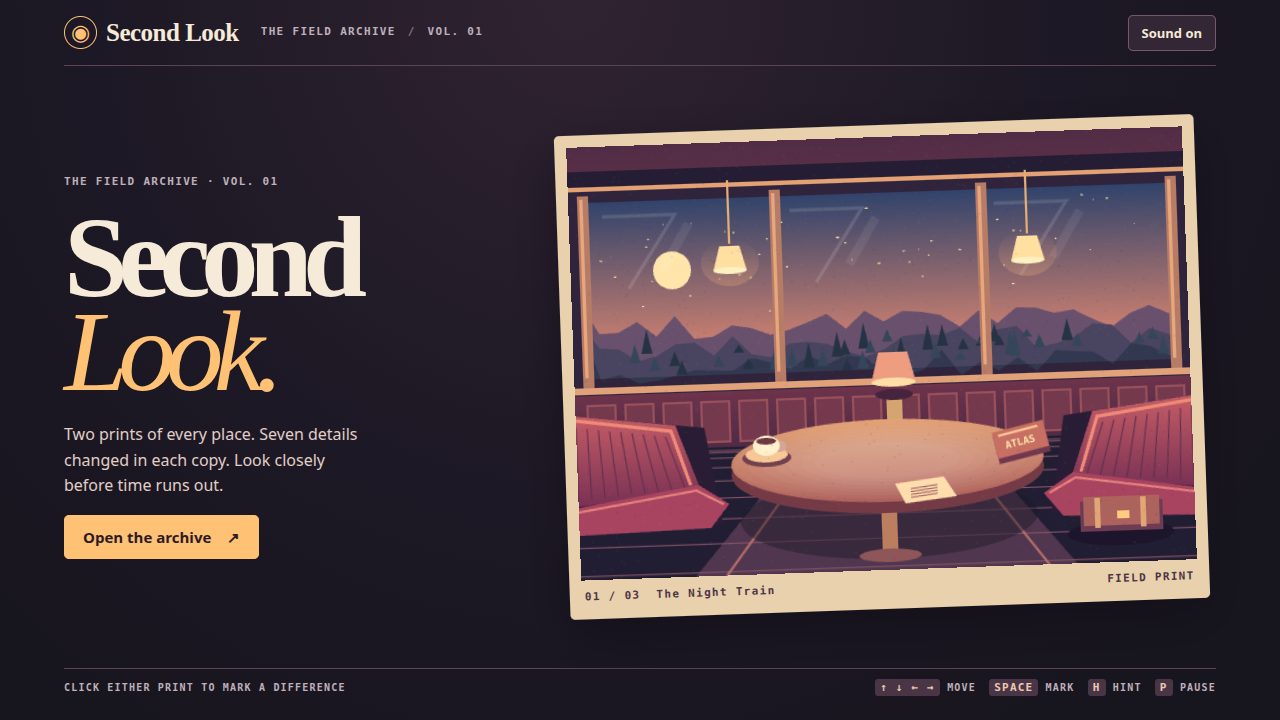 Second Look
THE FIELD ARCHIVE / VOL. 01
Sound on
THE FIELD ARCHIVE · VOL. 01
Second
Look.
Two prints of every place. Seven details
changed in each copy. Look closely
before time runs out.
Open the archive ↗
ATLAS
01 / 03 The Night Train
FIELD PRINT
CLICK EITHER PRINT TO MARK A DIFFERENCE
↑ ↓ ← → MOVE SPACE MARK H HINT P PAUSE